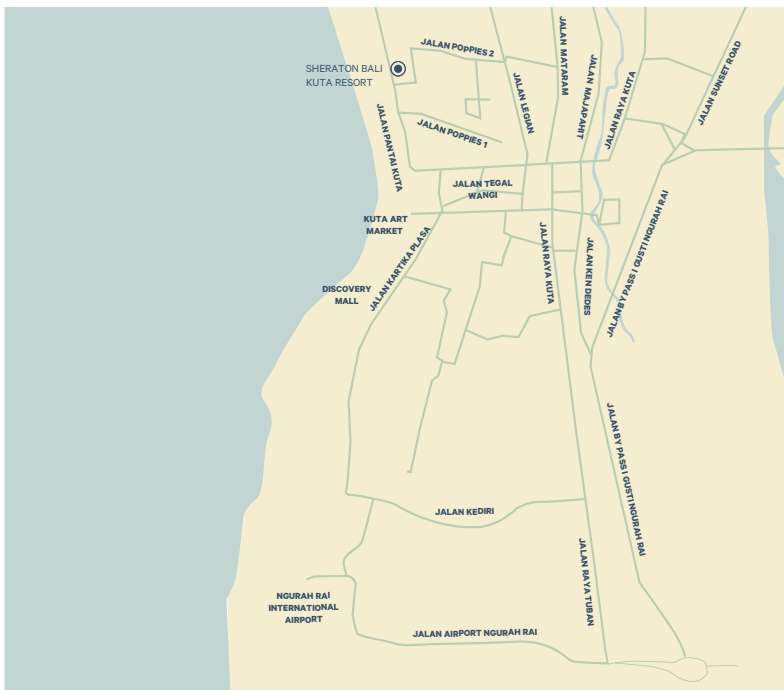 JALAN POPPIES 2
JALAN MATARAM
JALAN SUNSET ROAD
SHERATON BALI
KUTA RESORT
JALAN LEGIAN
JALAN MAJAPAHIT
JALAN RAYA KUTA
JALAN PANTAI KUTA
JALAN POPPIES 1
JALAN TEGAL
WANGI
KUTA ART
MARKET
JALAN KARTIKA PLASA
JALAN RAYA KUTA
JALAN KEN DEDES
JALAN BY PASS I GUSTI NGURAH RAI
DISCOVERY
MALL
JALAN BY PASS I GUSTI NGURAH RAI
JALAN KEDIRI
JALAN RAYA TUBAN
NGURAH RAI
INTERNATIONAL
AIRPORT
JALAN AIRPORT NGURAH RAI